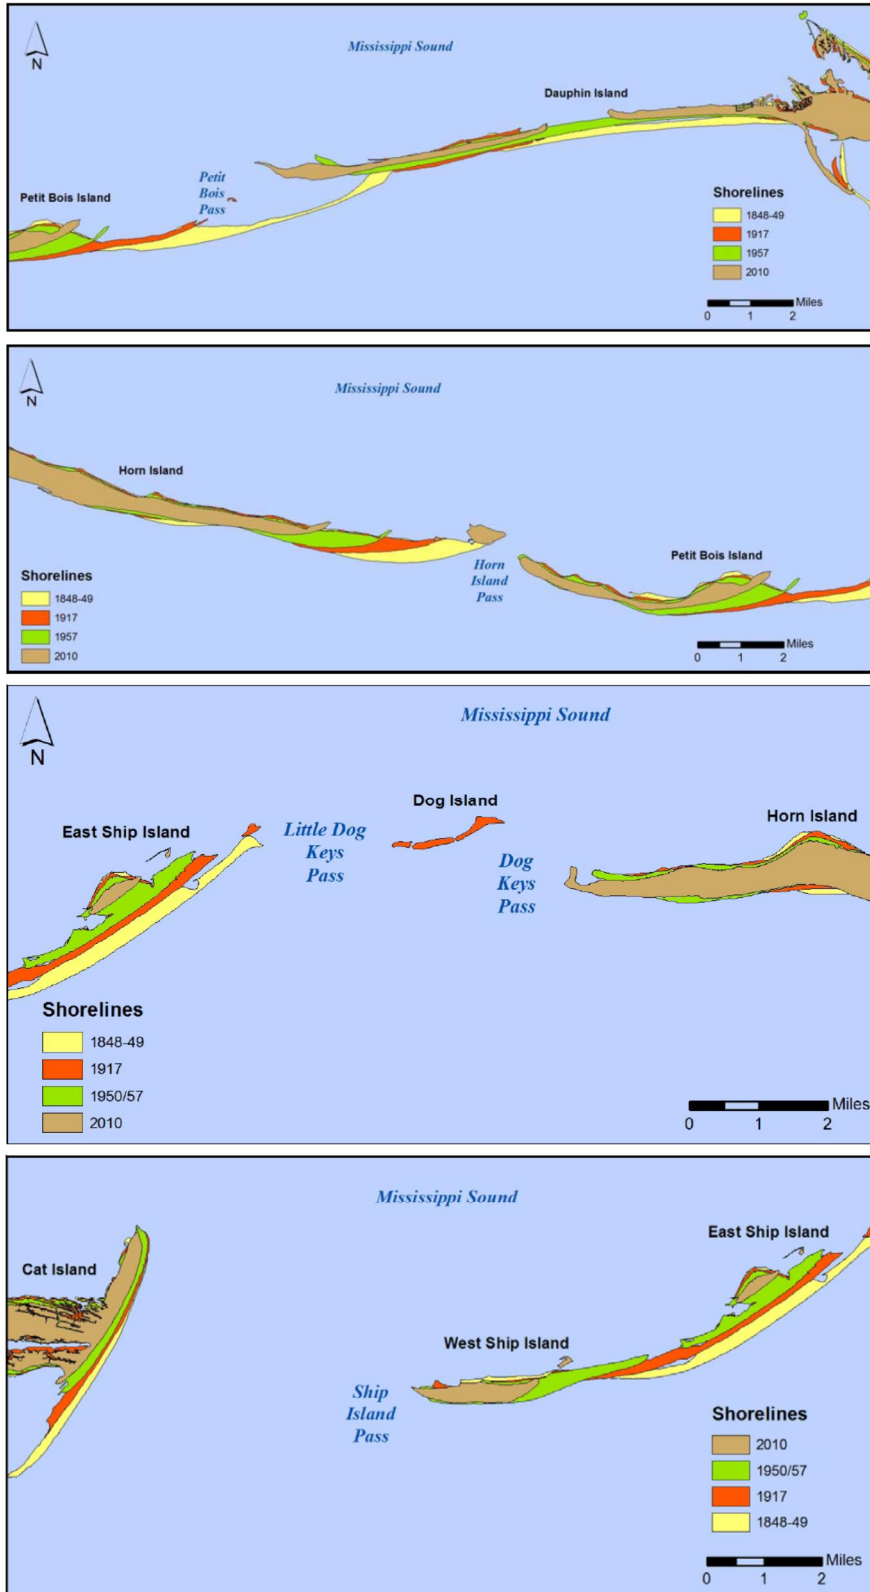 Mississippi Sound
N
Dauphin Island
Petit
Bois
Pass
Petit Bois Island
Shorelines
1848-49
1917
1957
2010
Miles
0 1 2
Mississippi Sound
N
Horn Island
Petit Bois Island
Horn
Island
Pass
Shorelines
1848-49
1917
1957
2010
Miles
0 1 2
Mississippi Sound
N
Dog Island
East Ship Island
Little Dog
Keys
Pass
Horn Island
Dog
Keys
Pass
Shorelines
1848-49
1917
1950/57
2010
Miles
0 1 2
Mississippi Sound
East Ship Island
Cat Island
West Ship Island
Ship
Island
Pass
Shorelines
2010
1950/57
1917
1848-49
Miles
0 1 2